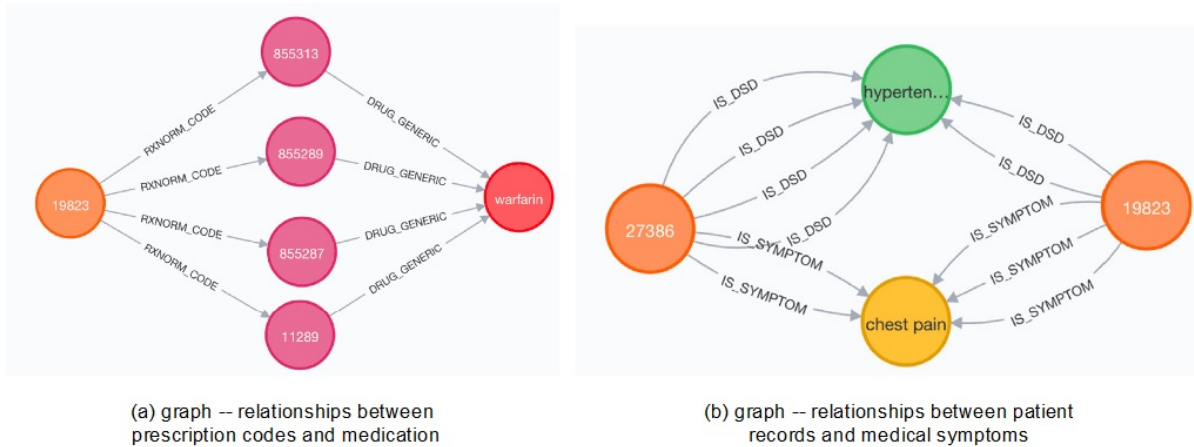 855313
RXNORM_CODE
DRUG_GENERIC
855289
RXNORM_CODE
DRUG_GENERIC
19823
warfarin
RXNORM_CODE
DRUG_GENERIC
855287
RXNORM_CODE
DRUG_GENERIC
11289
(a) graph -- relationships between
prescription codes and medication
IS_DSD
hyperten...
IS_DSD
IS_DSD
IS_DSD
IS_DSD
IS_DSD
27386
19823
IS_SYMPTOM
IS_SYMPTOM
IS_SYMPTOM
IS_SYMPTOM
IS_SYMPTOM
chest pain
(b) graph -- relationships between patient
records and medical symptoms